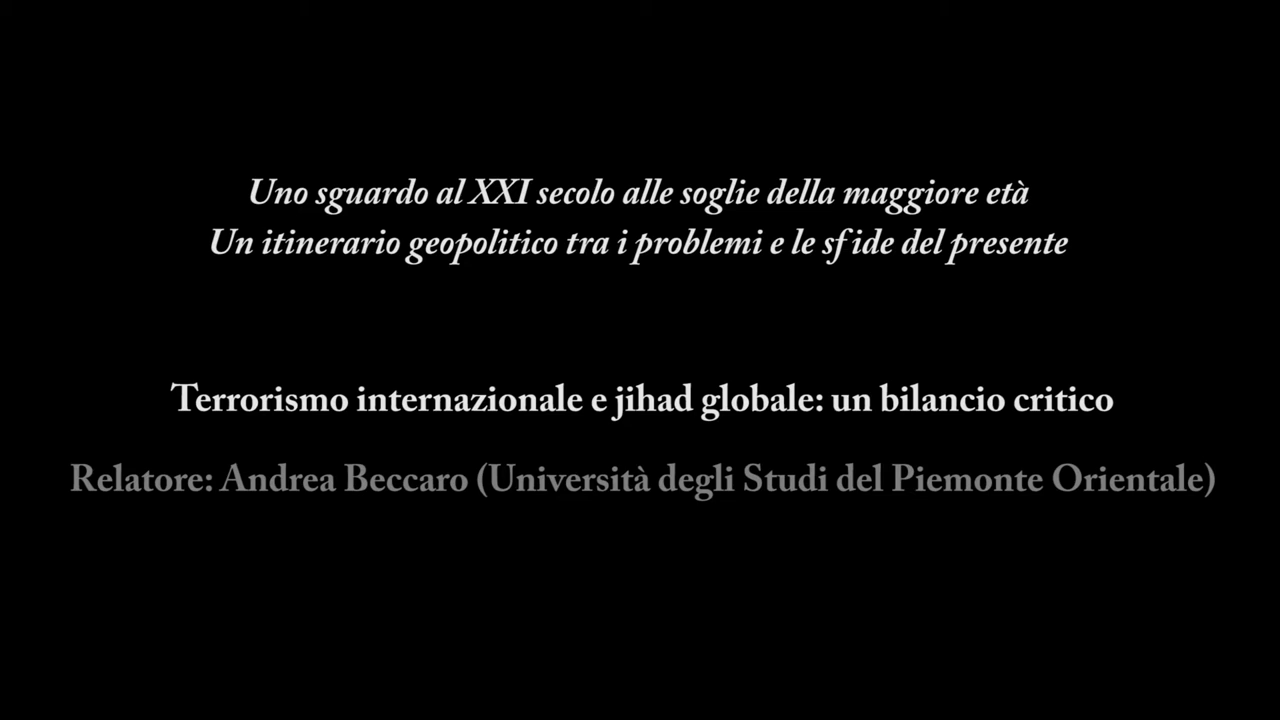 Uno sguardo al XXI secolo alle soglie della maggiore età
Un itinerario geopolitico tra i problemi e le sfide del presente
Terrorismo internazionale e jihad globale: un bilancio critico
Relatore: Andrea Beccaro (Università degli Studi del Piemonte Orientale)